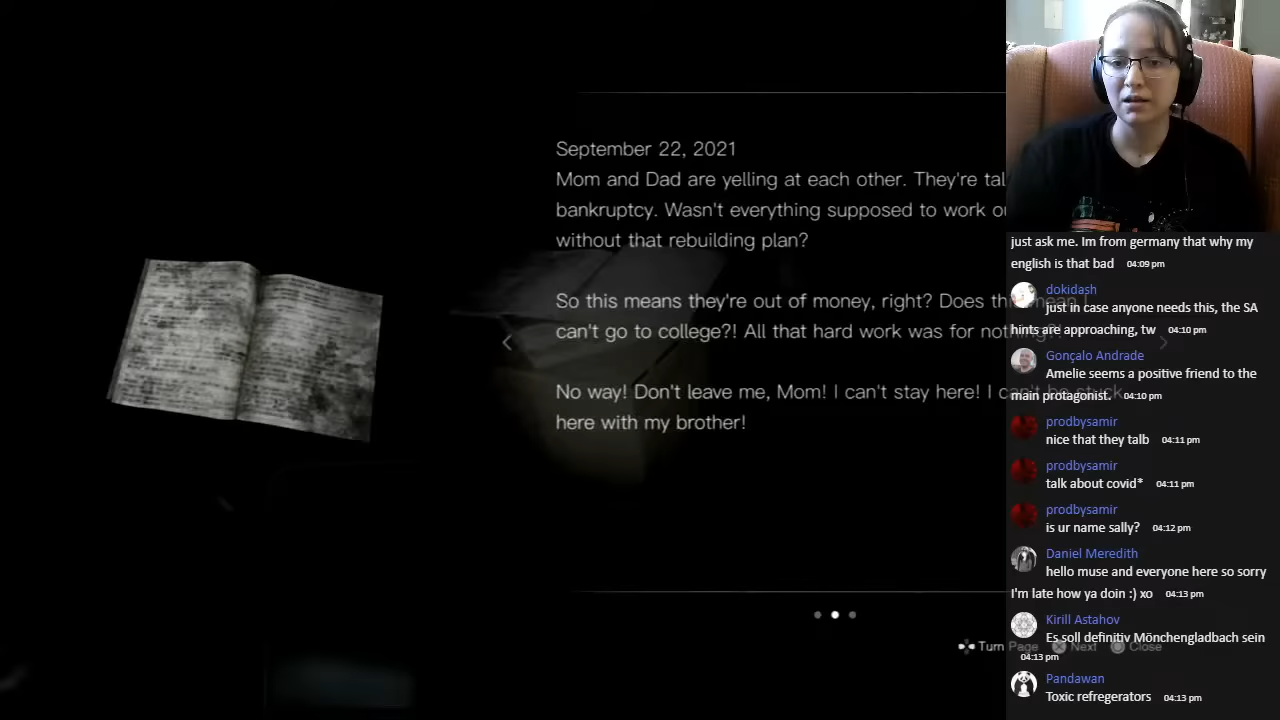 September 22, 2021
Mom and Dad are yelling at each other. They're tal
bankruptcy. Wasn't everything supposed to work o
without that rebuilding plan?
So this means they're out of money, right? Does th mean I
can't go to college?! All that hard work was for nothing?!
No way! Don't leave me, Mom! I can't stay here! I can't be stuck
here with my brother!
Turn Page Next Close
just ask me. Im from germany that why my
english is that bad 04:09 pm
dokidash
just in case anyone needs this, the SA
hints are approaching, tw 04:10 pm
Gonçalo Andrade
Amelie seems a positive friend to the
main protagonist. 04:10 pm
prodbysamir
nice that they talb 04:11 pm
prodbysamir
talk about covid* 04:11 pm
prodbysamir
is ur name sally? 04:12 pm
Daniel Meredith
hello muse and everyone here so sorry
I'm late how ya doin :) xo 04:13 pm
Kirill Astahov
Es soll definitiv Mönchengladbach sein
04:13 pm
Pandawan
Toxic refregerators 04:13 pm